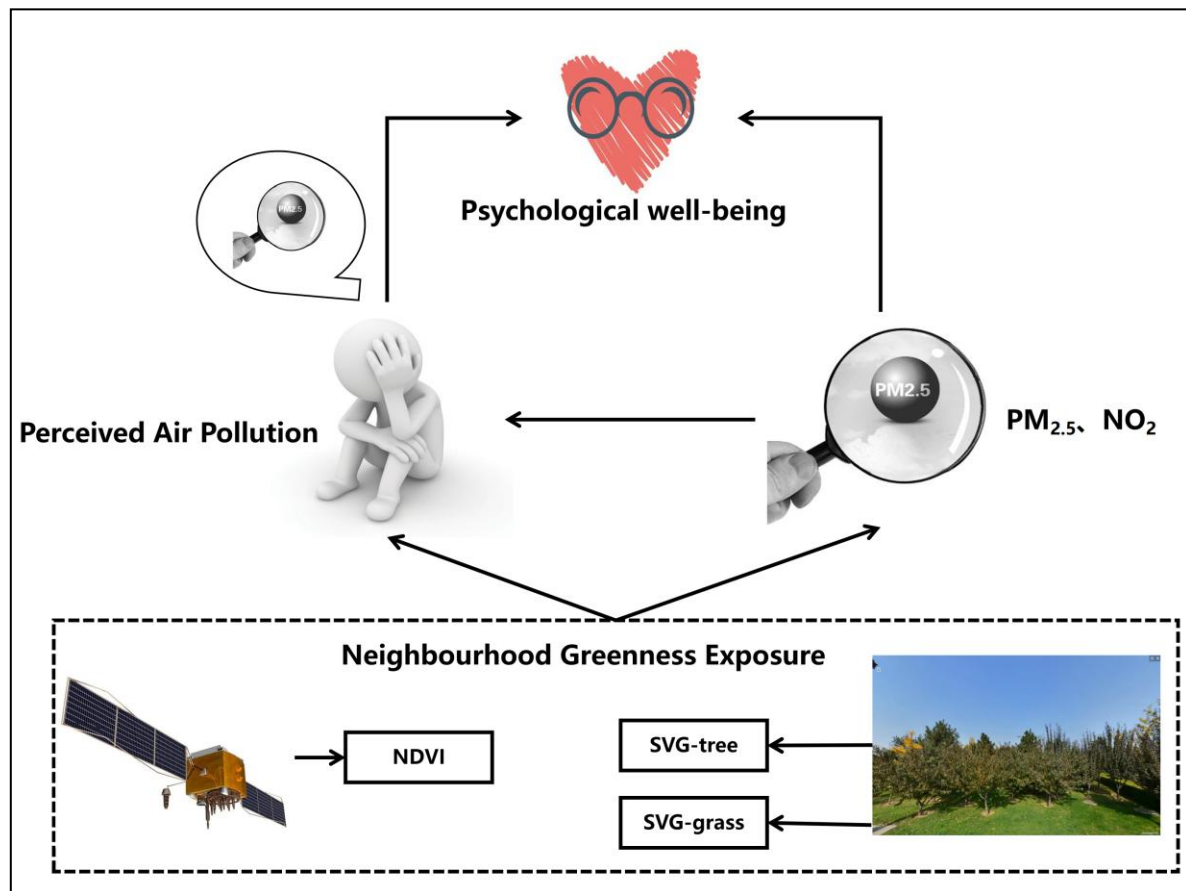 PM2.5
Psychological well-being
PM2.5
Perceived Air Pollution
PM₂.₅、NO₂
Neighbourhood Greenness Exposure
NDVI
SVG-tree
SVG-grass